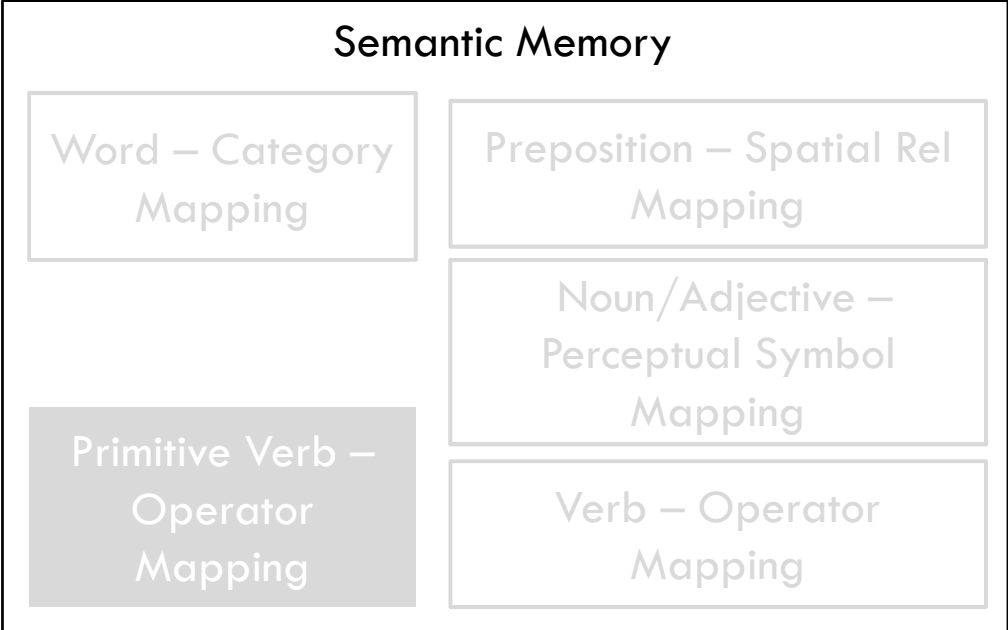 Semantic Memory
Word – Category
Mapping
Preposition – Spatial Rel
Mapping
Noun/Adjective –
Perceptual Symbol
Mapping
Primitive Verb –
Operator
Mapping
Verb – Operator
Mapping